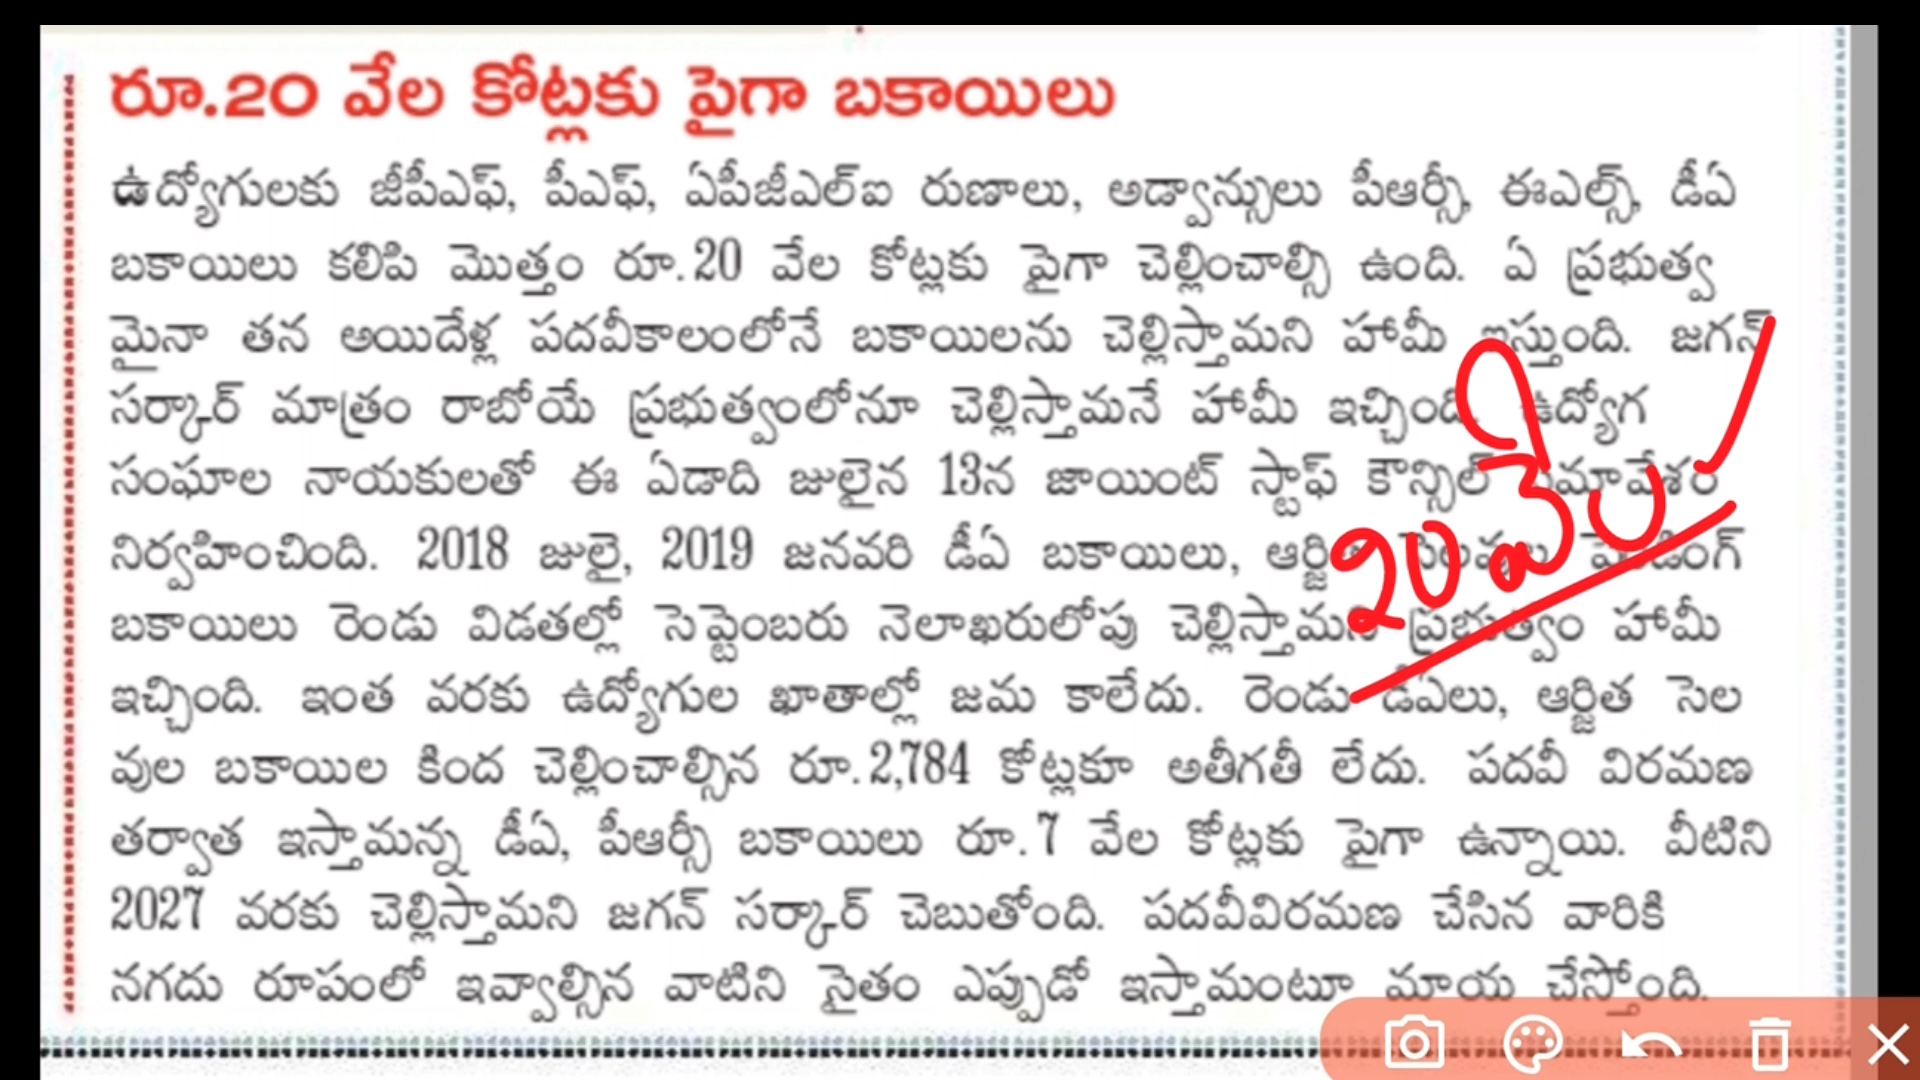 రూ.20 వేల కోట్లకు పైగా బకాయిలు
ఉద్యోగులకు జీపీఎఫ్, పీఎఫ్, ఏపీజీఎల్ఐ రుణాలు, అడ్వాన్సులు పీఆర్సీ, ఈఎల్స్, డీఏ
బకాయిలు కలిపి మొత్తం రూ.20 వేల కోట్లకు పైగా చెల్లించాల్సి ఉంది. ఏ ప్రభుత్వ
మైనా తన అయిదేళ్ల పదవీకాలంలోనే బకాయిలను చెల్లిస్తామని హామీ ఇస్తుంది. జగన్
సర్కార్ మాత్రం రాబోయే ప్రభుత్వంలోనూ చెల్లిస్తామనే హామీ ఇచ్చింది. ఉద్యోగ
సంఘాల నాయకులతో ఈ ఏడాది జులైన 13న జాయింట్ స్టాఫ్ కౌన్సిల్ సమావేశం
నిర్వహించింది. 2018 జులై, 2019 జనవరి డీఏ బకాయిలు, ఆర్జిత సెలవుల పెండింగ్
20 వేల
బకాయిలు రెండు విడతల్లో సెప్టెంబరు నెలాఖరులోపు చెల్లిస్తామని ప్రభుత్వం హామీ
ఇచ్చింది. ఇంత వరకు ఉద్యోగుల ఖాతాల్లో జమ కాలేదు. రెండు డీఏలు, ఆర్జిత సెల
వుల బకాయిల కింద చెల్లించాల్సిన రూ.2,784 కోట్లకూ అతీగతీ లేదు. పదవీ విరమణ
తర్వాత ఇస్తామన్న డీఏ, పీఆర్సీ బకాయిలు రూ.7 వేల కోట్లకు పైగా ఉన్నాయి. వీటిని
2027 వరకు చెల్లిస్తామని జగన్ సర్కార్ చెబుతోంది. పదవీవిరమణ చేసిన వారికి
నగదు రూపంలో ఇవ్వాల్సిన వాటిని సైతం ఎప్పుడో ఇస్తామంటూ మాయ చేస్తోంది.